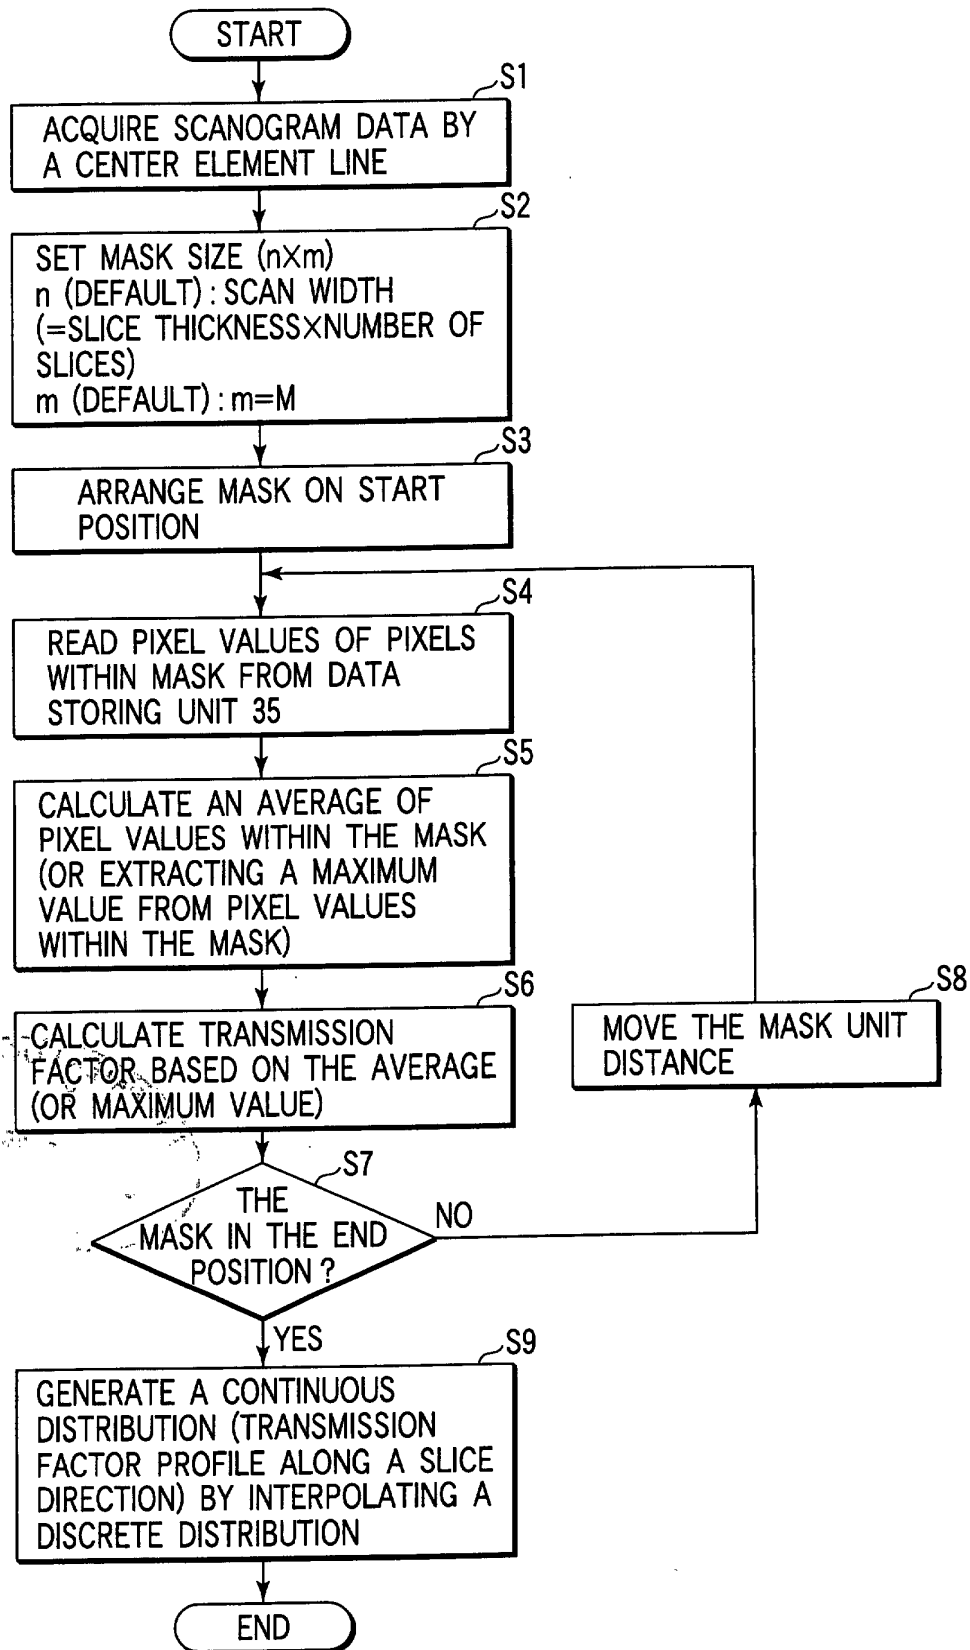 START
S1
ACQUIRE SCANOGRAM DATA BY
A CENTER ELEMENT LINE
S2
SET MASK SIZE (n×m)
n (DEFAULT) : SCAN WIDTH
(=SLICE THICKNESS×NUMBER OF
SLICES)
m (DEFAULT) : m=M
S3
ARRANGE MASK ON START
POSITION
S4
READ PIXEL VALUES OF PIXELS
WITHIN MASK FROM DATA
STORING UNIT 35
S5
CALCULATE AN AVERAGE OF
PIXEL VALUES WITHIN THE MASK
(OR EXTRACTING A MAXIMUM
VALUE FROM PIXEL VALUES
WITHIN THE MASK)
S6
CALCULATE TRANSMISSION
FACTOR BASED ON THE AVERAGE
(OR MAXIMUM VALUE)
S8
MOVE THE MASK UNIT
DISTANCE
S7
THE
MASK IN THE END
POSITION ?
NO
YES
S9
GENERATE A CONTINUOUS
DISTRIBUTION (TRANSMISSION
FACTOR PROFILE ALONG A SLICE
DIRECTION) BY INTERPOLATING A
DISCRETE DISTRIBUTION
END